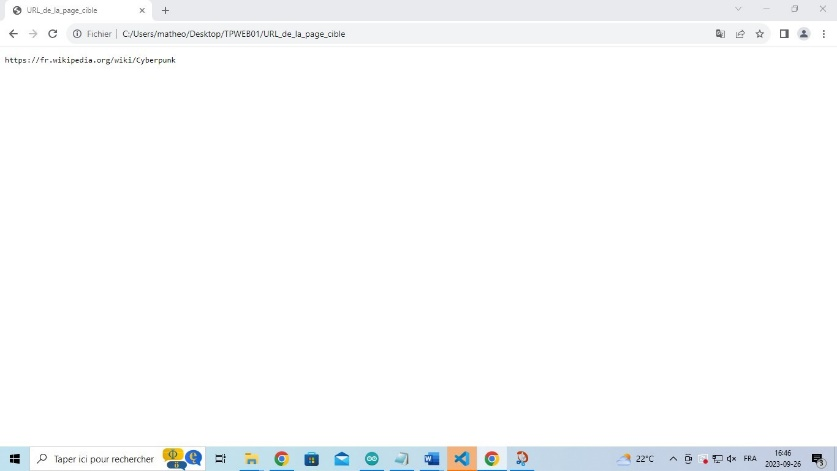 URL_de_la_page_cible
Fichier C:/Users/matheo/Desktop/TPWEB01/URL_de_la_page_cible
https://fr.wikipedia.org/wiki/Cyberpunk
Taper ici pour rechercher
22°C
FRA
16:46
2023-09-26
3